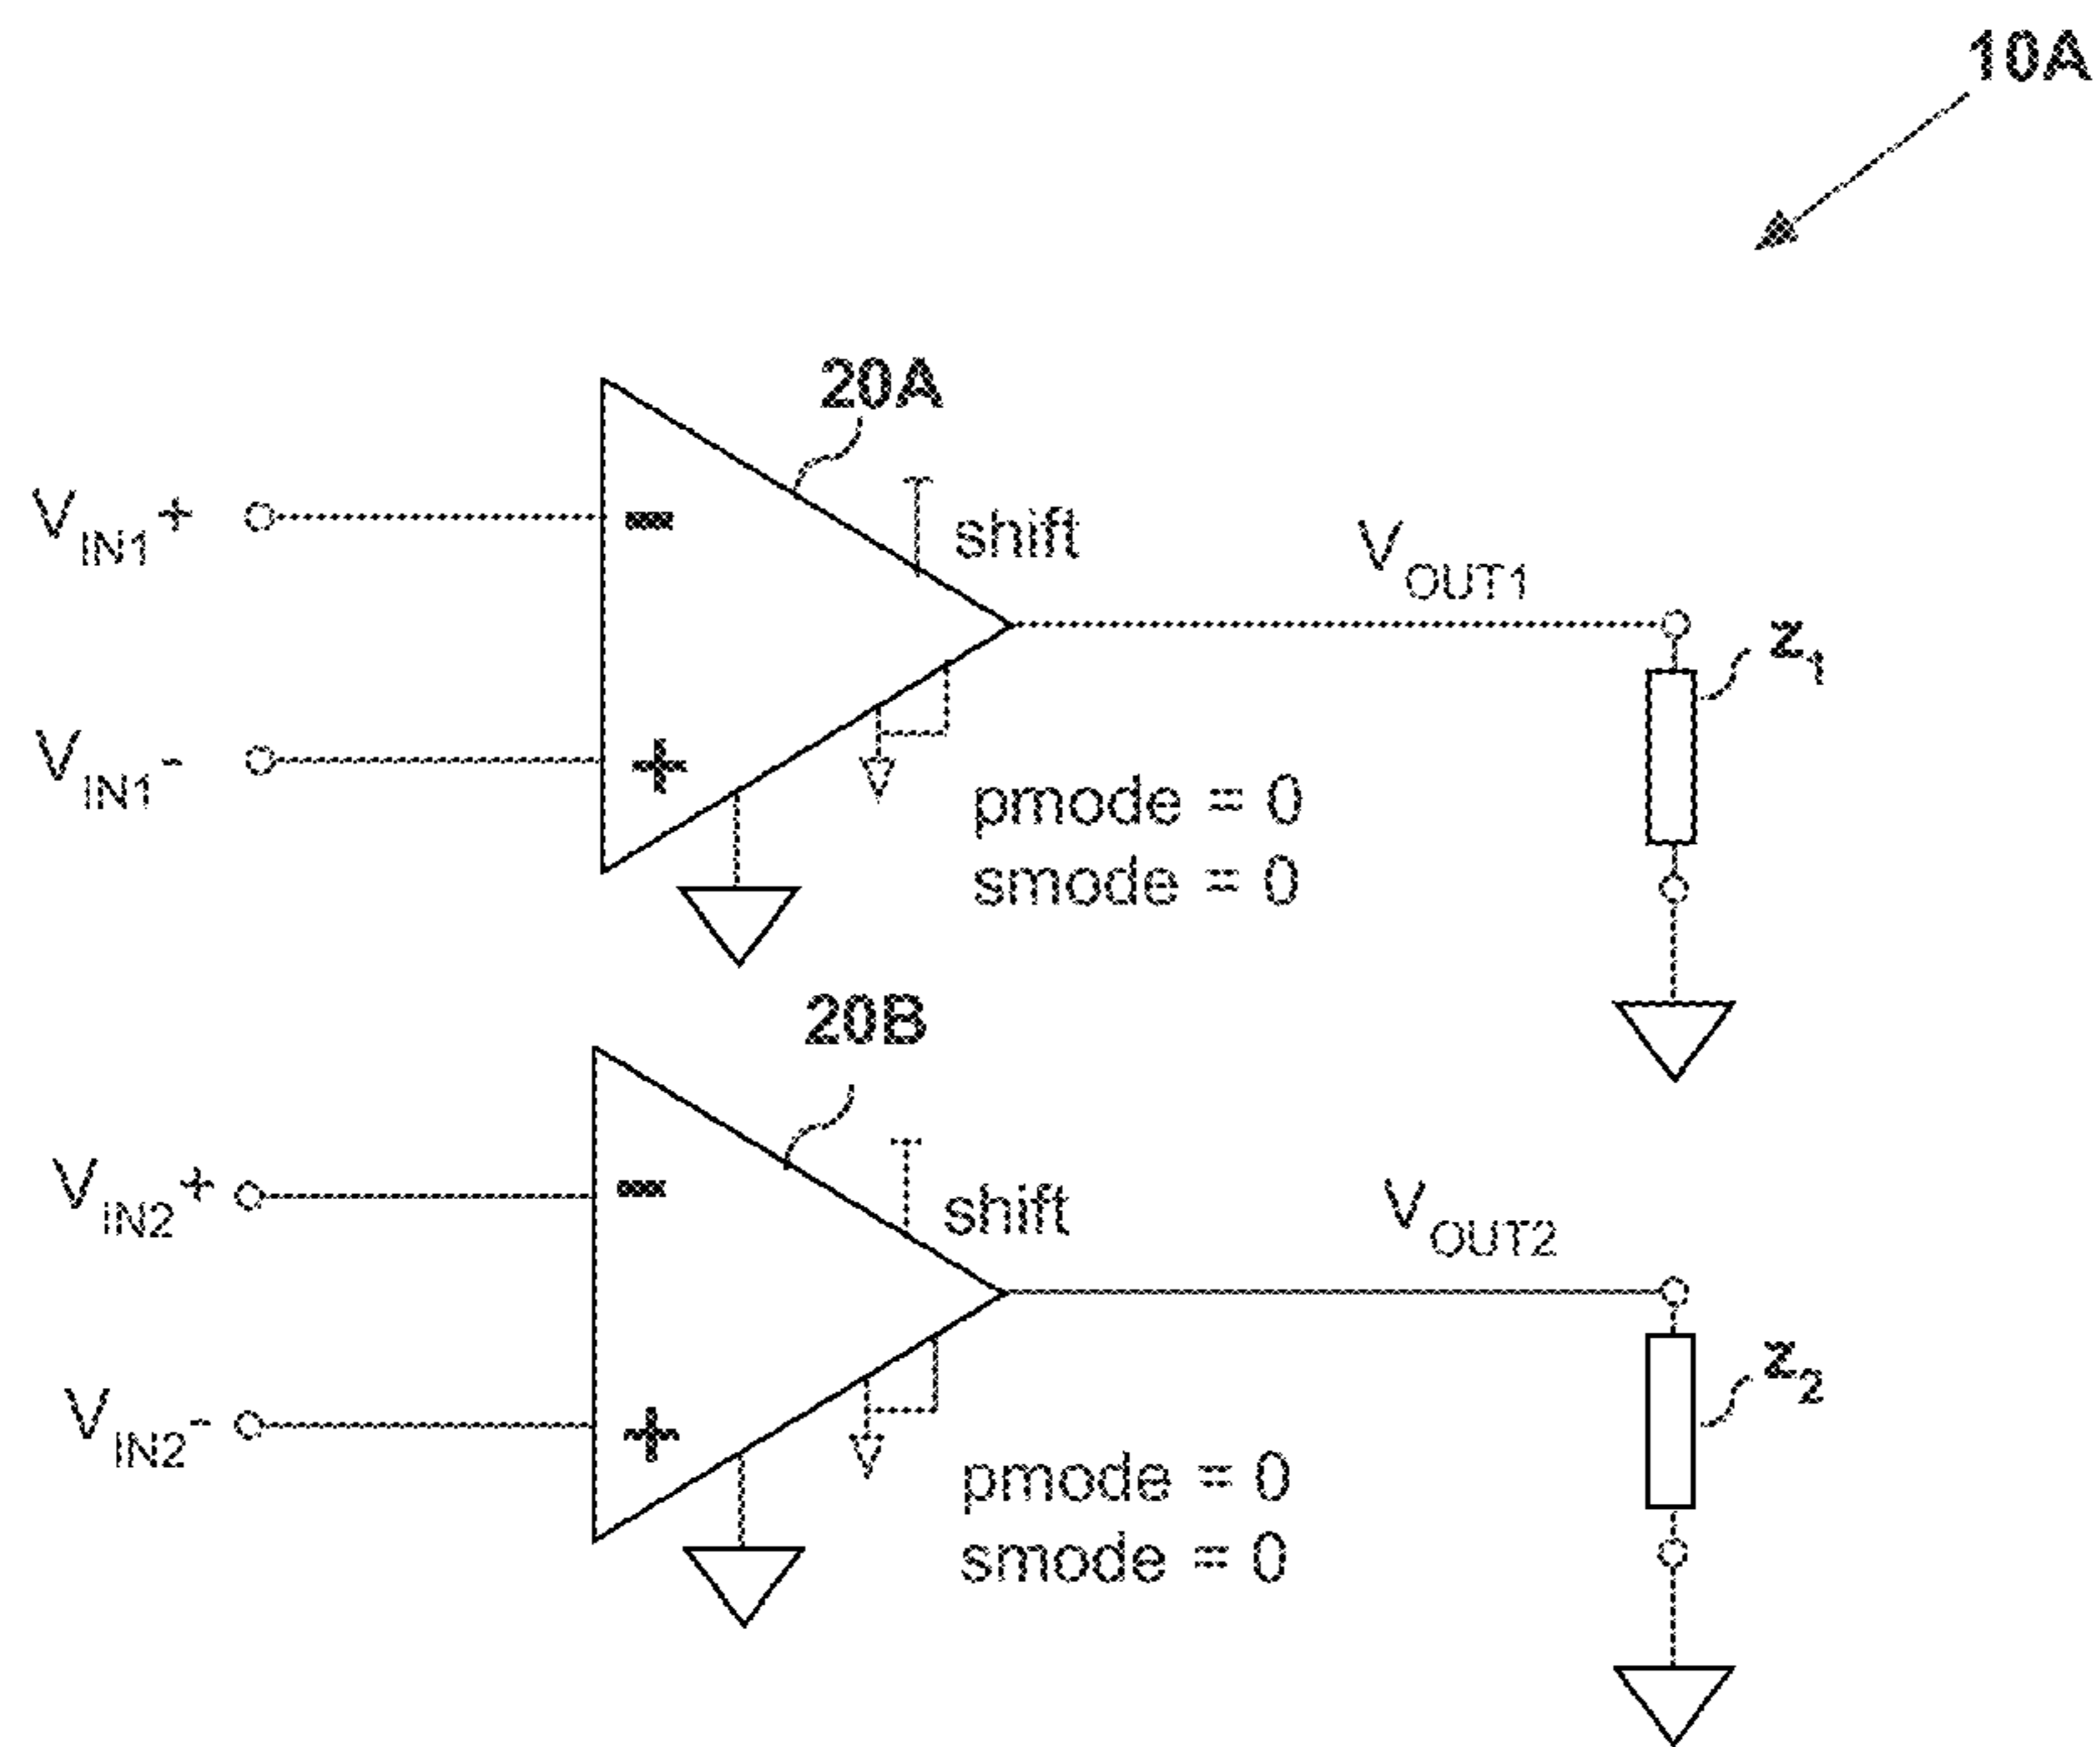 10A
20A
VIN1+
-
shift
VOUT1
z1
VIN1-
+
pmode = 0
smode = 0
20B
VIN2+
-
shift
VOUT2
z2
VIN2-
+
pmode = 0
smode = 0